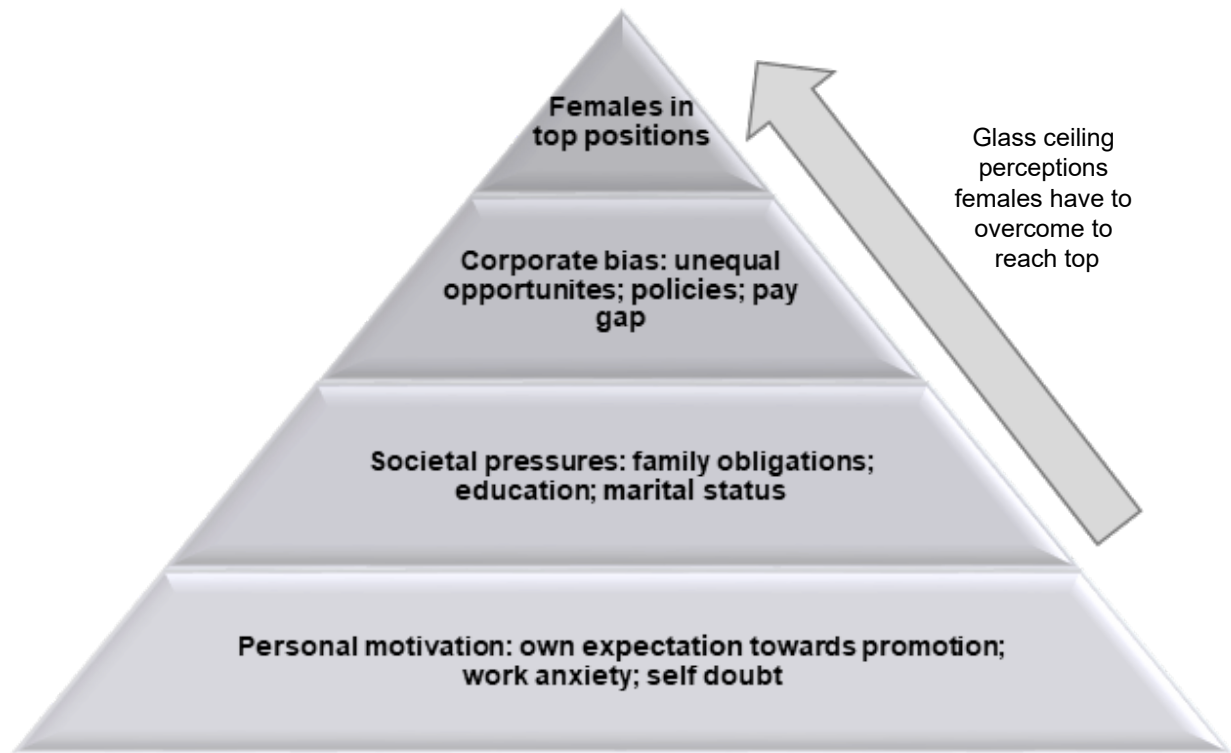 Females in
top positions
Glass ceiling
perceptions
females have to
overcome to
reach top
Corporate bias: unequal
opportunites; policies; pay
gap
Societal pressures: family obligations;
education; marital status
Personal motivation: own expectation towards promotion;
work anxiety; self doubt